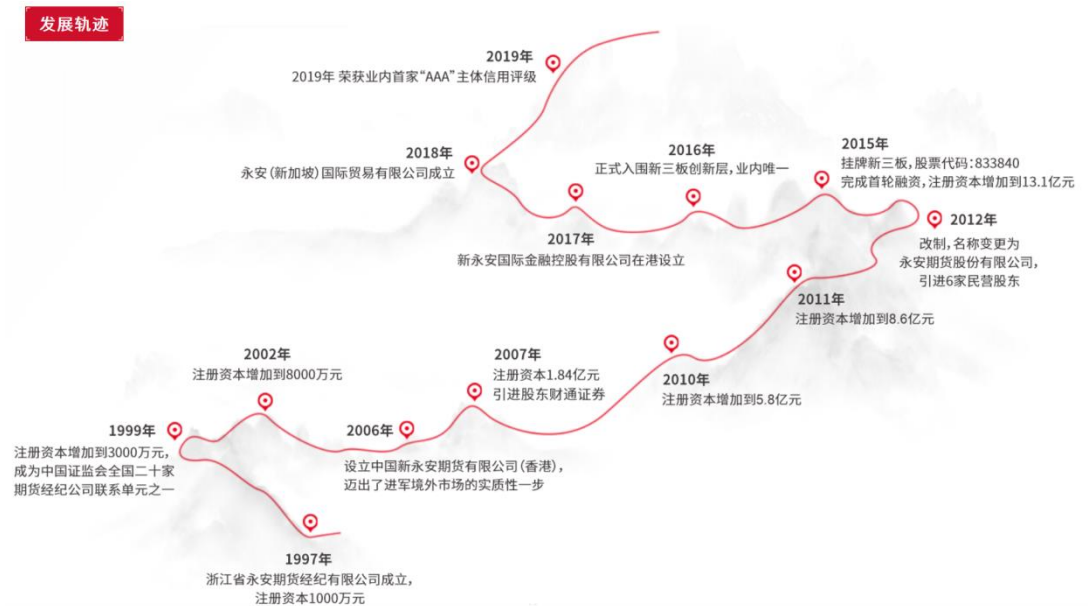 发展轨迹
2019年
2019年 荣获业内首家“AAA”主体信用评级
2018年
永安（新加坡）国际贸易有限公司成立
2017年
新永安国际金融控股有限公司在港设立
2016年
正式入围新三板创新层，业内唯一
2015年
挂牌新三板，股票代码：833840
完成首轮融资，注册资本增加到13.1亿元
2012年
改制，名称变更为
永安期货股份有限公司，
引进6家民营股东
2011年
注册资本增加到8.6亿元
2010年
注册资本增加到5.8亿元
2007年
注册资本1.84亿元
引进股东财通证券
2006年
设立中国新永安期货有限公司（香港），
迈出了进军境外市场的实质性一步
2002年
注册资本增加到8000万元
1999年
注册资本增加到3000万元，
成为中国证监会全国二十家
期货经纪公司联系单元之一
1997年
浙江省永安期货经纪有限公司成立，
注册资本1000万元